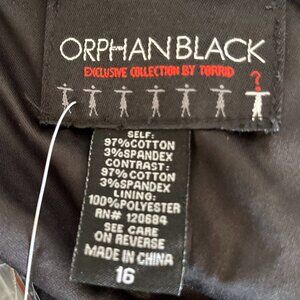 ORPHAN BLACK
EXCLUSIVE COLLECTION BY TORRID
?
SELF:
97%COTTON
3%SPANDEX
CONTRAST:
97%COTTON
3%SPANDEX
LINING:
100%POLYESTER
RN# 120684
SEE CARE
ON REVERSE
MADE IN CHINA
16